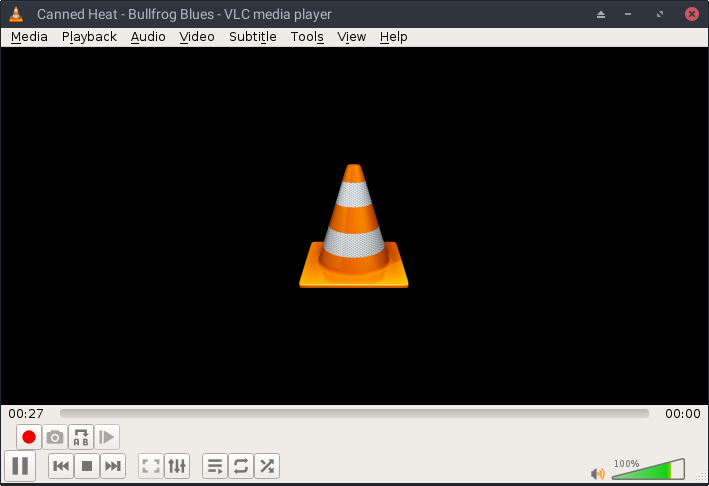 Canned Heat - Bullfrog Blues - VLC media player
Media Playback Audio Video Subtitle Tools View Help
00:27 00:00
A B
100%